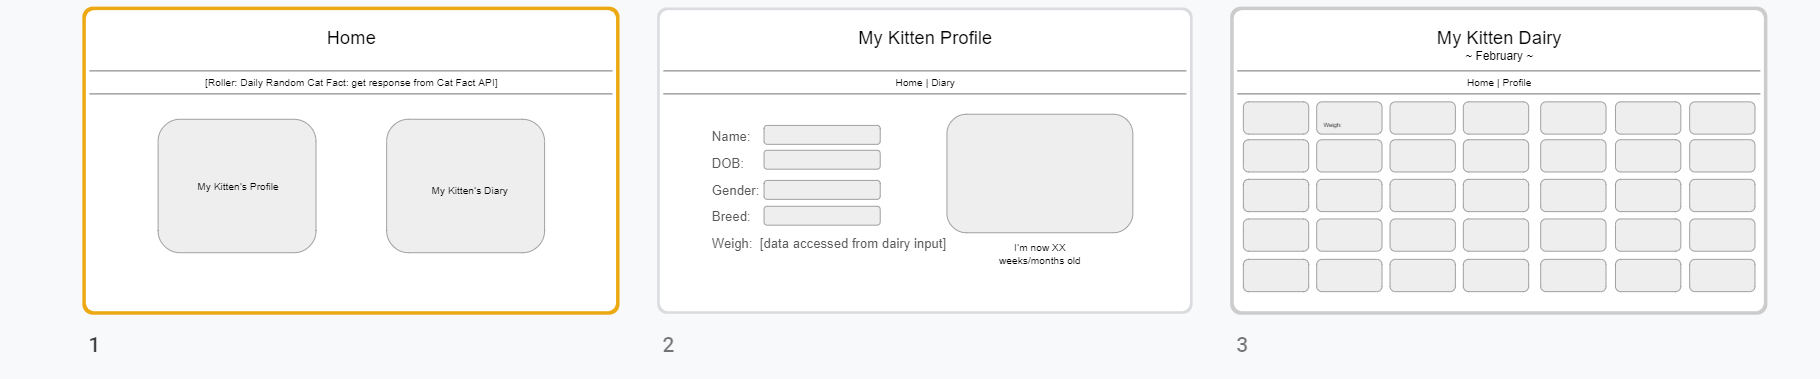 Home
[Roller: Daily Random Cat Fact: get response from Cat Fact API]
My Kitten's Profile
My Kitten's Diary
1
My Kitten Profile
Home | Diary
Name:
DOB:
Gender:
Breed:
Weigh: [data accessed from dairy input]
I'm now XX
weeks/months old
2
My Kitten Dairy
~ February ~
Home | Profile
Weigh:
3